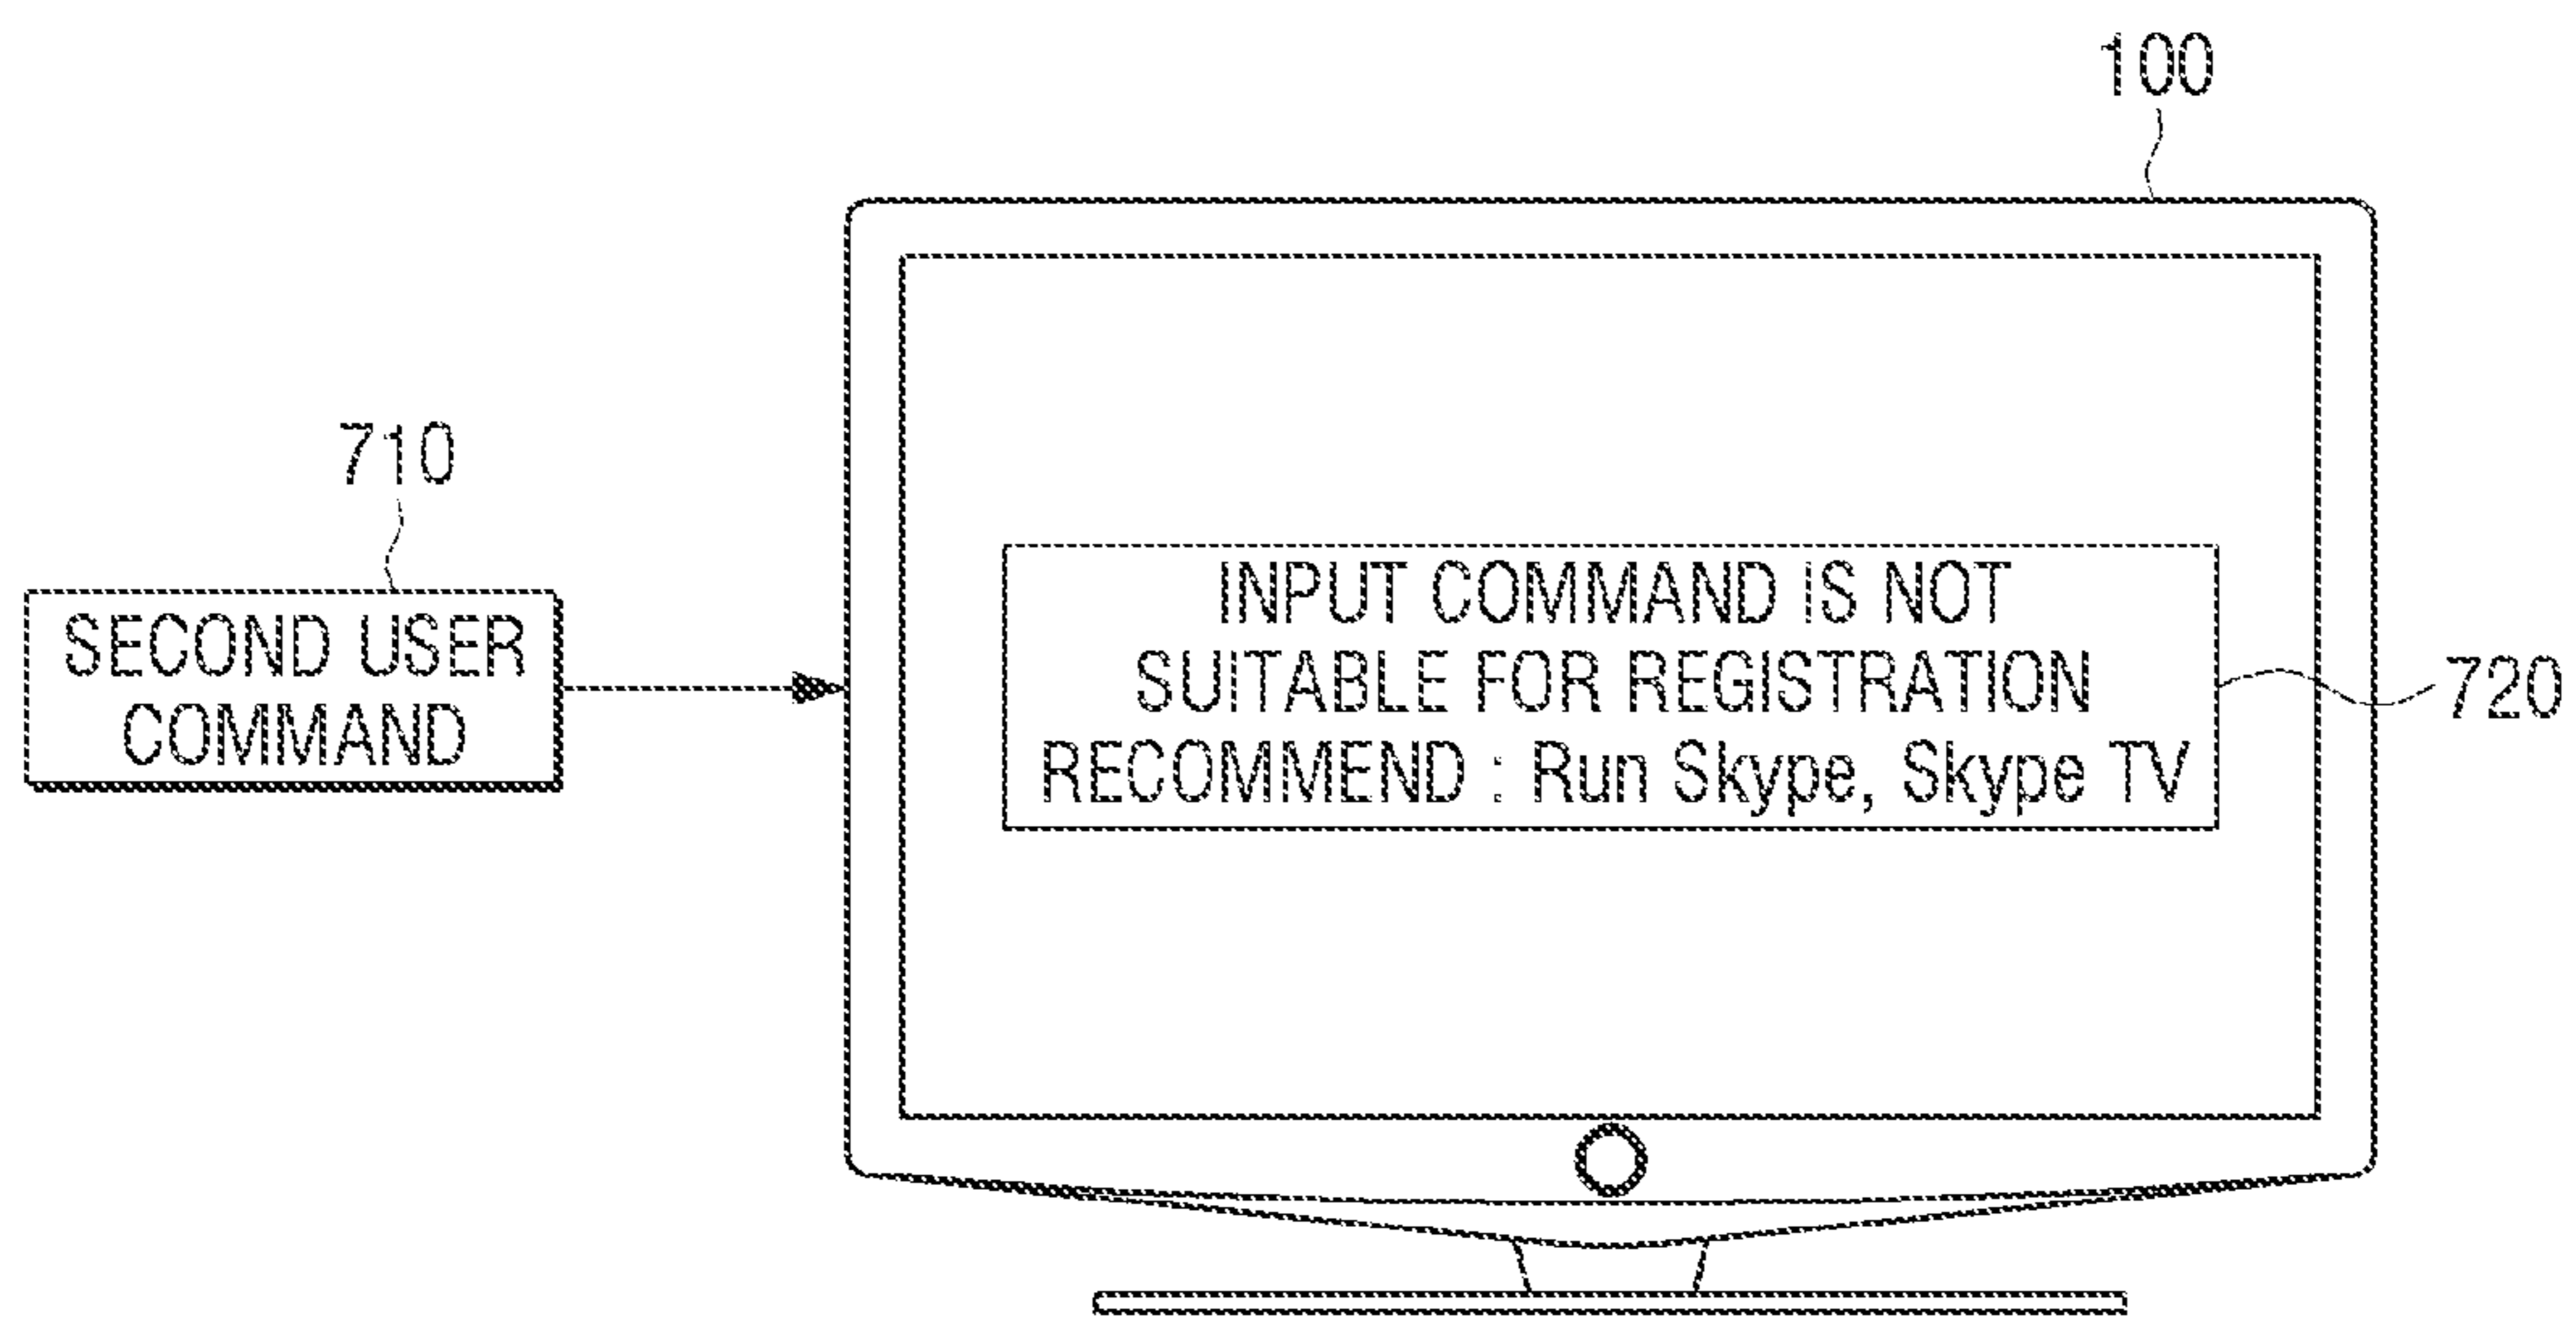 100
710
SECOND USER
COMMAND
INPUT COMMAND IS NOT
SUITABLE FOR REGISTRATION
RECOMMEND : Run Skype, Skype TV
720